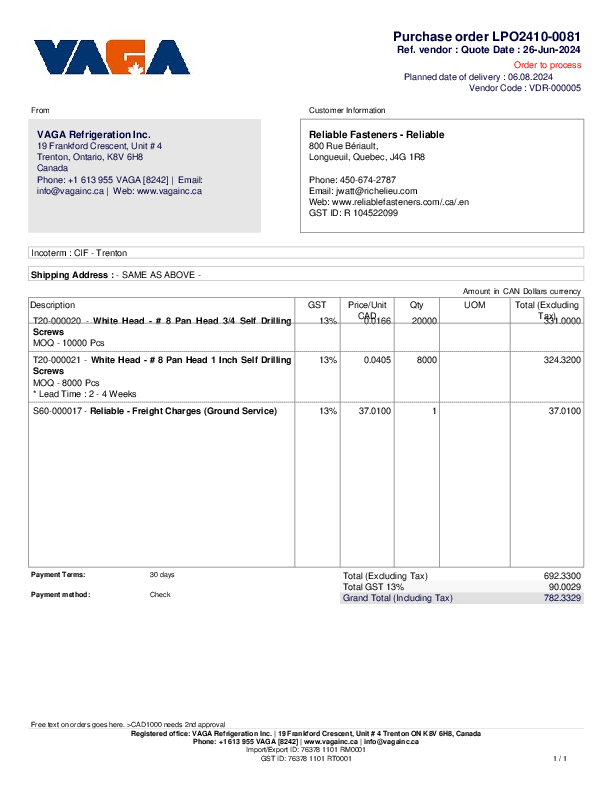 VAGA
Purchase order LPO2410-0081
Ref. vendor : Quote Date : 26-Jun-2024
Order to process
Planned date of delivery : 06.08.2024
Vendor Code : VDR-000005
From
VAGA Refrigeration Inc.
19 Frankford Crescent, Unit # 4
Trenton, Ontario, K8V 6H8
Canada
Phone: +1 613 955 VAGA [8242] | Email:
info@vagainc.ca | Web: www.vagainc.ca
Customer Information
Reliable Fasteners - Reliable
800 Rue Bériault,
Longueuil, Quebec, J4G 1R8
Phone: 450-674-2787
Email: jwatt@richelieu.com
Web: www.reliablefasteners.com/.ca/.en
GST ID: R 104522099
Incoterm : CIF - Trenton
Shipping Address : - SAME AS ABOVE -
Amount in CAN Dollars currency
Description GST Price/Unit CAD Qty UOM Total (Excluding Tax)
T20-000020 - White Head - # 8 Pan Head 3/4 Self Drilling 13% 0.0166 20000 331.0000
Screws
MOQ - 10000 Pcs
T20-000021 - White Head - # 8 Pan Head 1 Inch Self Drilling 13% 0.0405 8000 324.3200
Screws
MOQ - 8000 Pcs
* Lead Time : 2 - 4 Weeks
S60-000017 - Reliable - Freight Charges (Ground Service) 13% 37.0100 1 37.0100
Payment Terms: 30 days
Payment method: Check
Total (Excluding Tax) 692.3300
Total GST 13% 90.0029
Grand Total (Including Tax) 782.3329
Free text on orders goes here. >CAD1000 needs 2nd approval
Registered office: VAGA Refrigeration Inc. | 19 Frankford Crescent, Unit # 4 Trenton ON K8V 6H8, Canada
Phone: +1 613 955 VAGA [8242] | www.vagainc.ca | info@vagainc.ca
Import/Export ID: 76378 1101 RM0001
GST ID: 76378 1101 RT0001
1 / 1